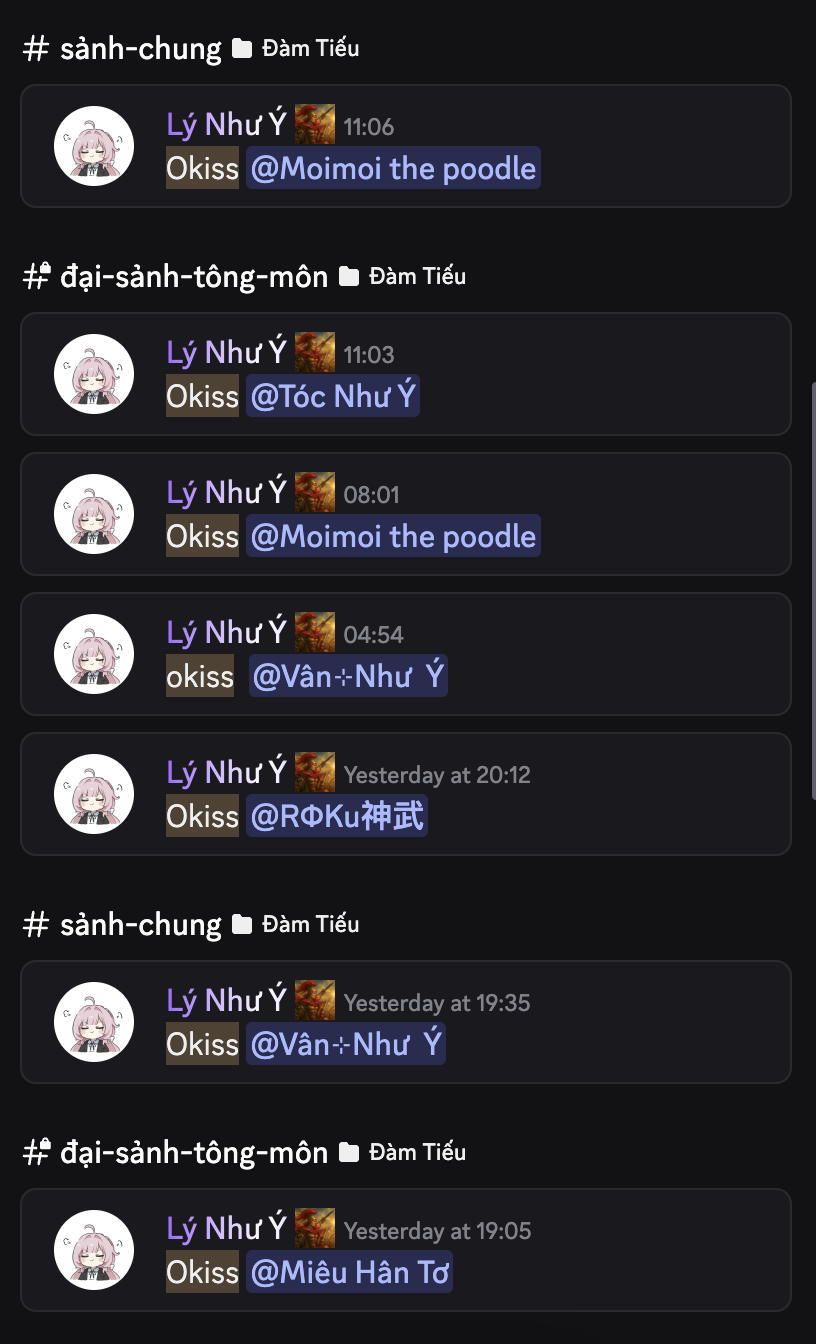 # sảnh-chung Đàm Tiếu
Lý Như Ý 11:06
Okiss @Moimoi the poodle
# đại-sảnh-tông-môn Đàm Tiếu
Lý Như Ý 11:03
Okiss @Tóc Như Ý
Lý Như Ý 08:01
Okiss @Moimoi the poodle
Lý Như Ý 04:54
okiss @Vân⊹Như Ý
Lý Như Ý Yesterday at 20:12
Okiss @RΦKu神武
# sảnh-chung Đàm Tiếu
Lý Như Ý Yesterday at 19:35
Okiss @Vân⊹Như Ý
# đại-sảnh-tông-môn Đàm Tiếu
Lý Như Ý Yesterday at 19:05
Okiss @Miêu Hân Tơ